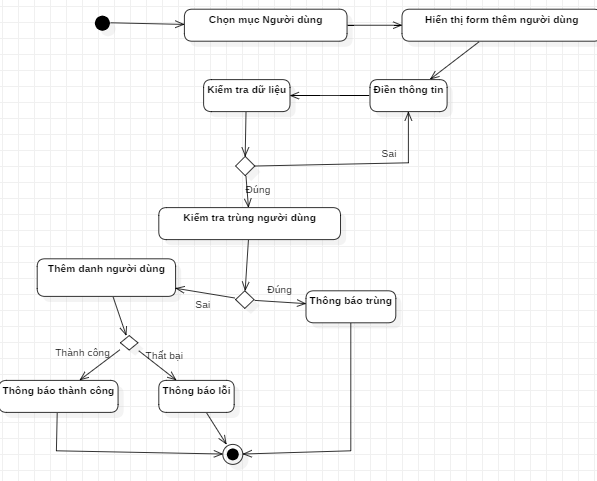 Chọn mục Người dùng
Hiển thị form thêm người dùng
Kiểm tra dữ liệu
Điền thông tin
Sai
Đúng
Kiểm tra trùng người dùng
Thêm danh người dùng
Đúng
Sai
Thông báo trùng
Thành công
Thất bại
Thông báo thành công
Thông báo lỗi